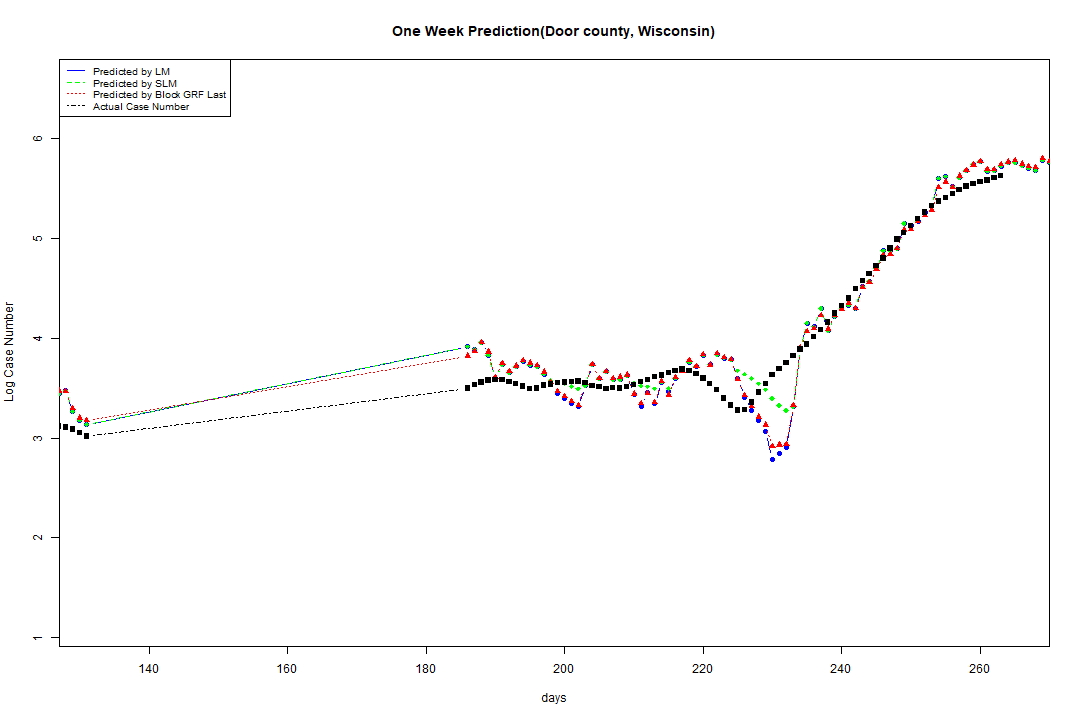 One Week Prediction(Door county, Wisconsin)
Predicted by LM
Predicted by SLM
Predicted by Block GRF Last
Actual Case Number
6
5
4
3
2
1
Log Case Number
140 160 180 200 220 240 260
days